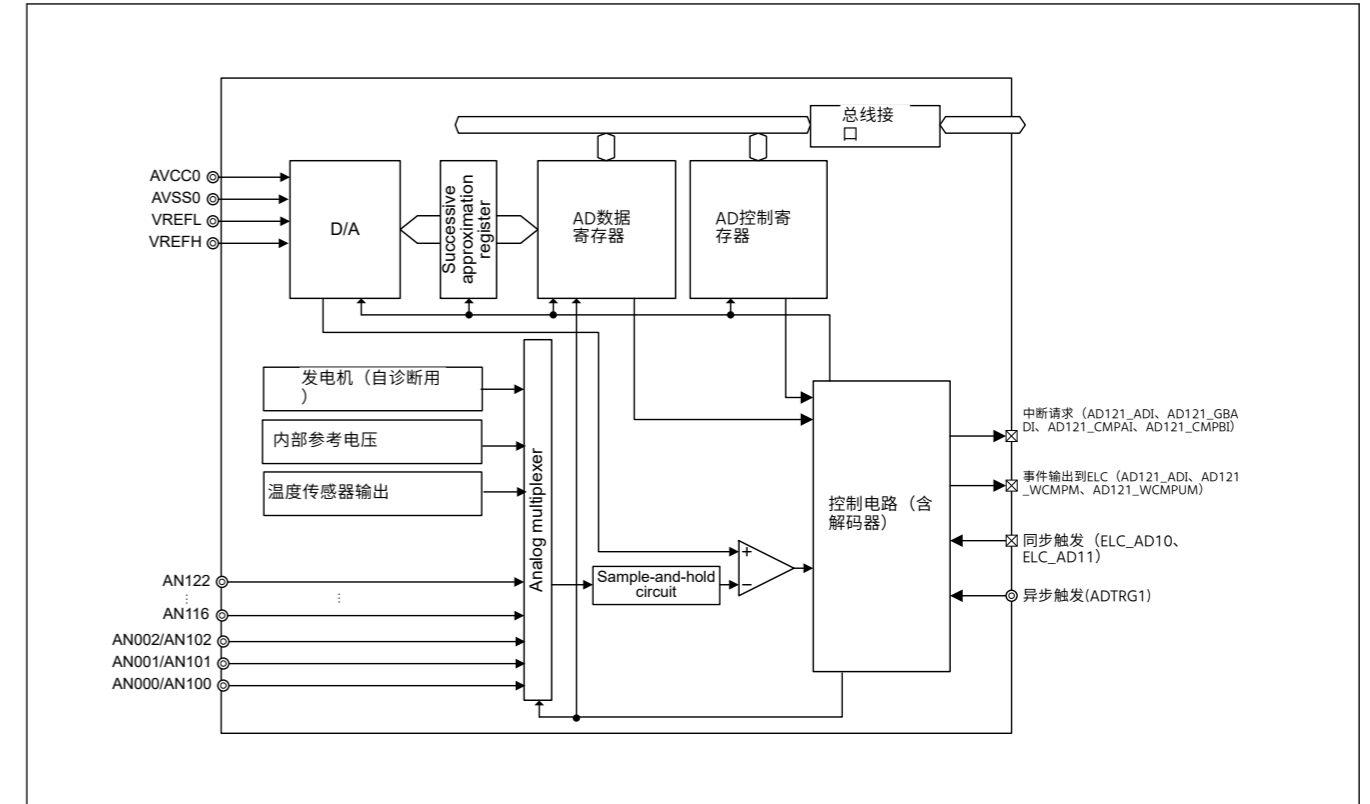 总线接
口
AVCC0
AVSS0
VREFL
VREFH
D/A
Successive
approximation
register
AD数据
寄存器
AD控制寄
存器
发电机（自诊断用
）
内部参考电压
温度传感器输出
Analog multiplexer
Sample-and-hold
circuit
+
−
控制电路（含
解码器）
中断请求（AD121_ADI、AD121_GBA
DI、AD121_CMPAI、AD121_CMPBI）
事件输出到ELC（AD121_ADI、AD121
_WCMPM、AD121_WCMPUM）
同步触发（ELC_AD10、
ELC_AD11）
异步触发(ADTRG1)
AN122
…
…
AN116
AN002/AN102
AN001/AN101
AN000/AN100